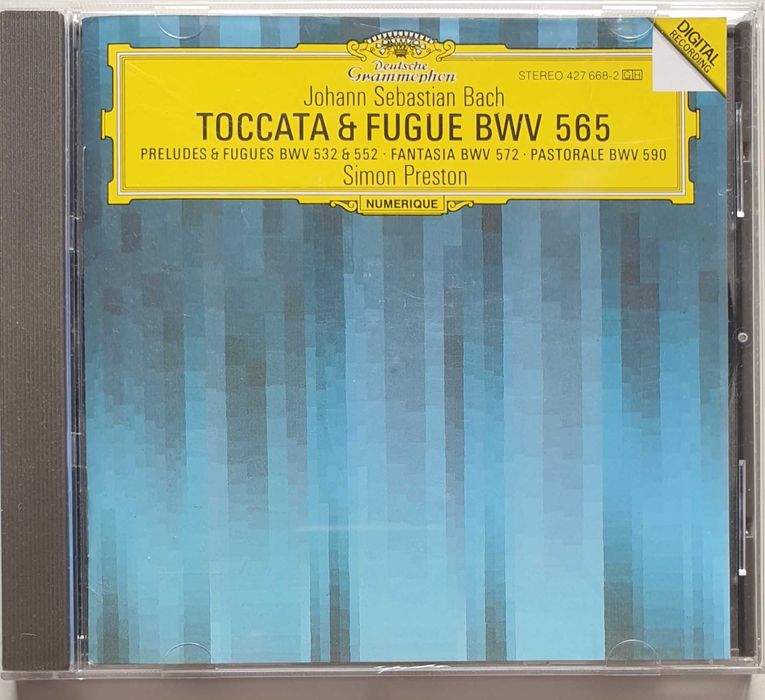 DIGITAL
RECORDING
Deutsche
Grammophon
STEREO 427 668-2 GH
Johann Sebastian Bach
TOCCATA & FUGUE BWV 565
PRELUDES & FUGUES BWV 532 & 552 · FANTASIA BWV 572 · PASTORALE BWV 590
Simon Preston
NUMERIQUE